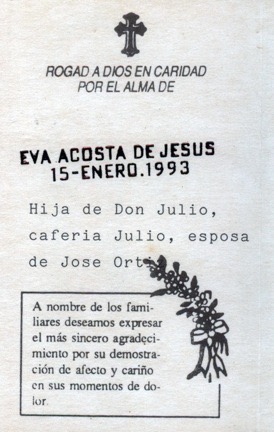 ROGAD A DIOS EN CARIDAD
POR EL ALMA DE
EVA ACOSTA DE JESUS
15-ENERO.1993
Hija de Don Julio,
caferia Julio, esposa
de Jose
A nombre de los fami-
liares deseamos expresar
el más sincero agradeci-
miento por su demostra-
ción de afecto y cariño
en sus momentos de do-
lor.